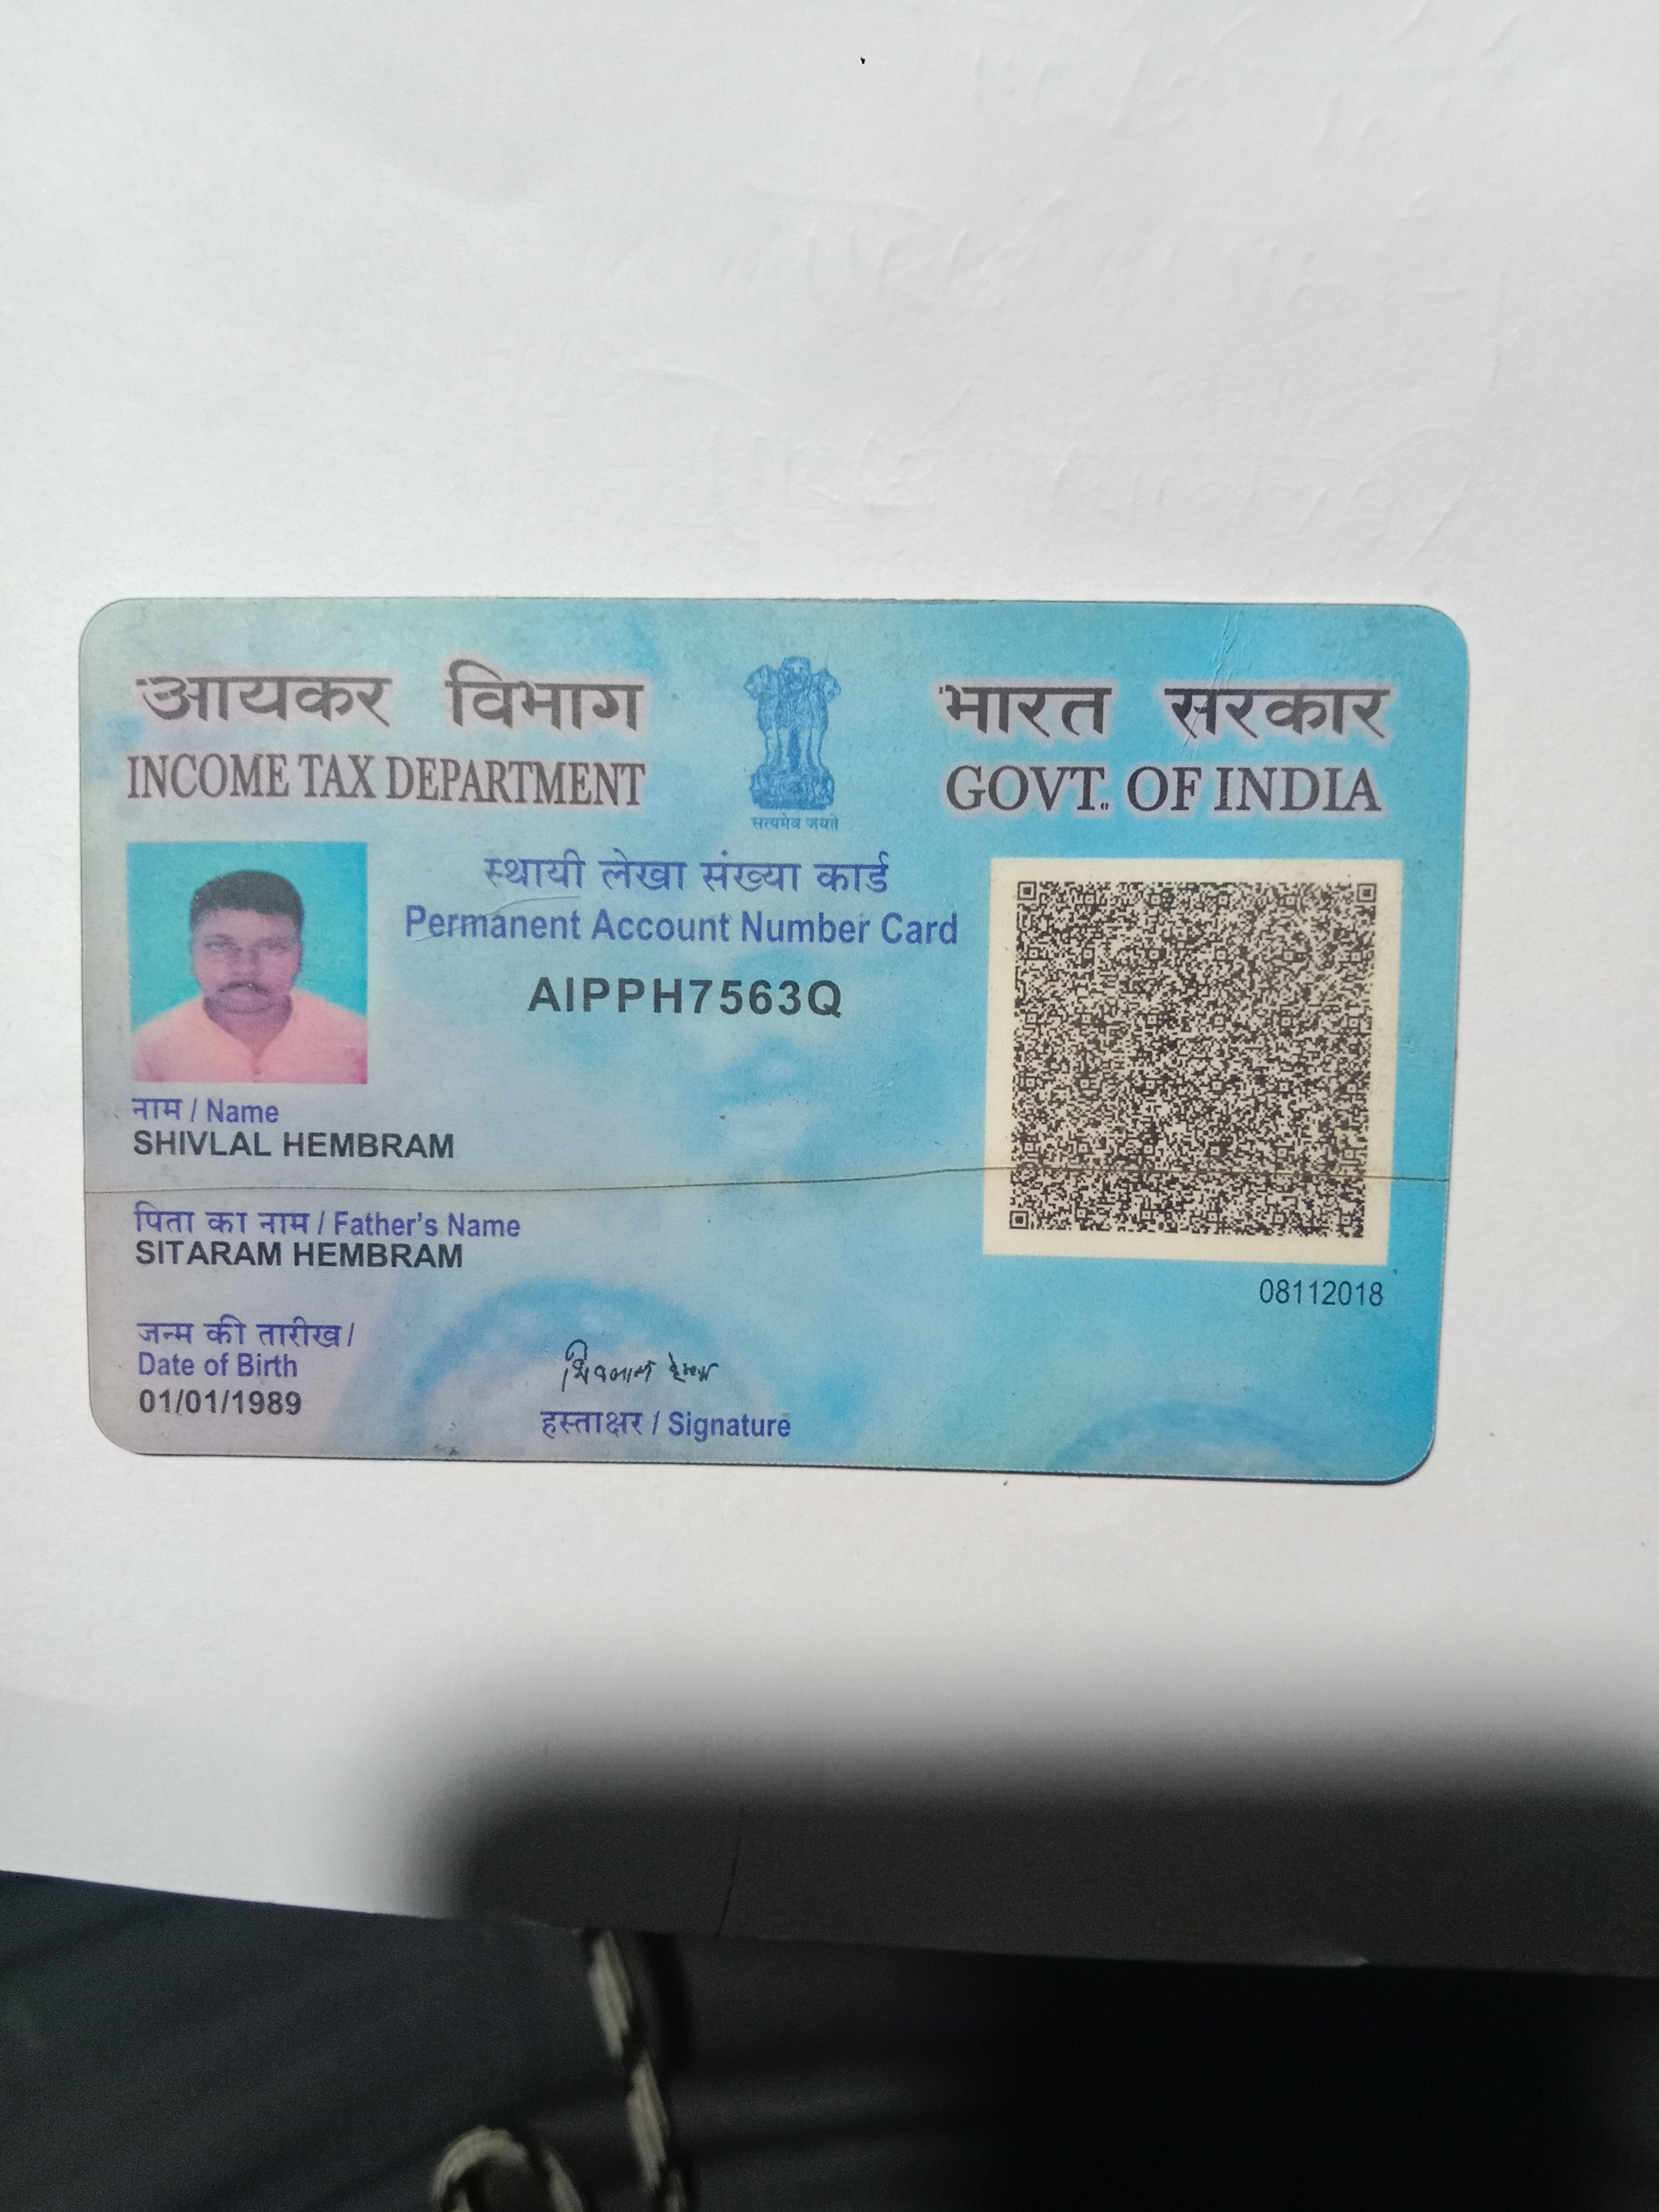 आयकर विभाग
INCOME TAX DEPARTMENT
सत्यमेव जयते
भारत सरकार
GOVT. OF INDIA
स्थायी लेखा संख्या कार्ड
Permanent Account Number Card
AIPPH7563Q
नाम / Name
SHIVLAL HEMBRAM
पिता का नाम / Father's Name
SITARAM HEMBRAM
08112018
जन्म की तारीख /
Date of Birth
01/01/1989
हस्ताक्षर / Signature